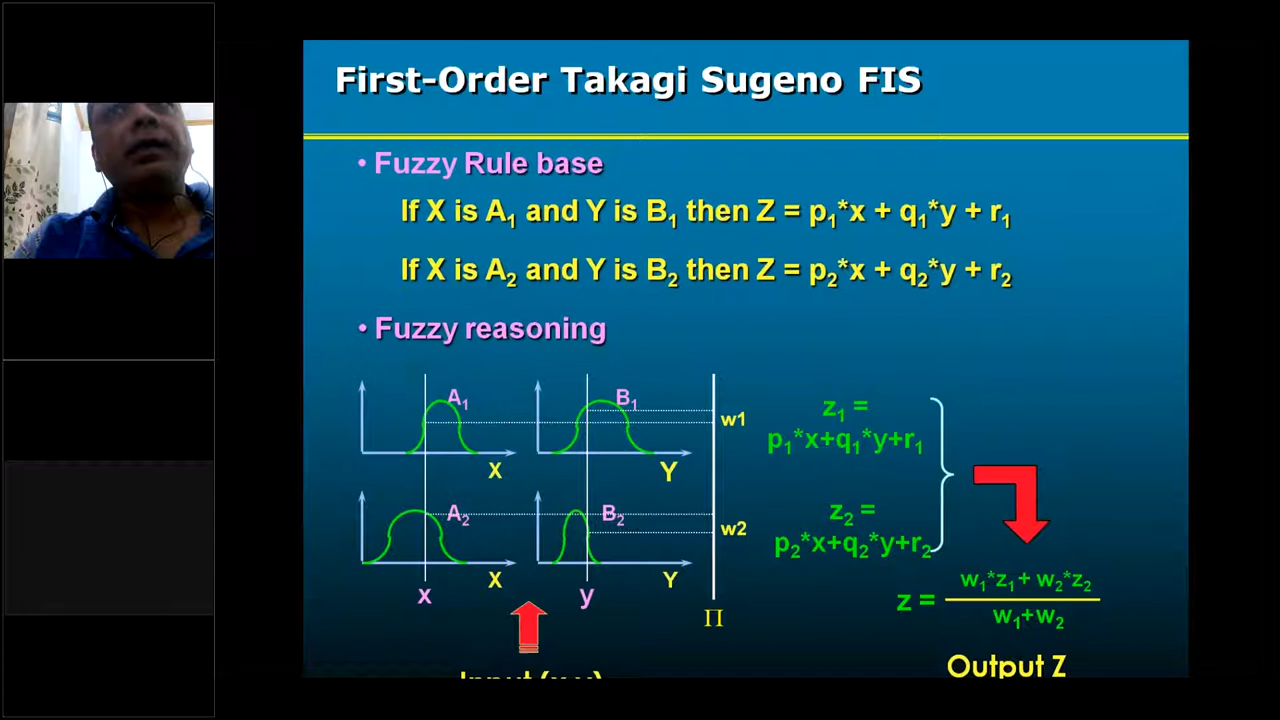 First-Order Takagi Sugeno FIS
• Fuzzy Rule base
If X is A₁ and Y is B₁ then Z = p₁*x + q₁*y + r₁
If X is A₂ and Y is B₂ then Z = p₂*x + q₂*y + r₂
• Fuzzy reasoning
A₁
B₁
w1
X
Y
z₁ =
p₁*x+q₁*y+r₁
A₂
B₂
w2
X
Y
z₂ =
p₂*x+q₂*y+r₂
x
y
Π
z =
w₁*z₁+ w₂*z₂
w₁+w₂
Input (x,y)
Output Z